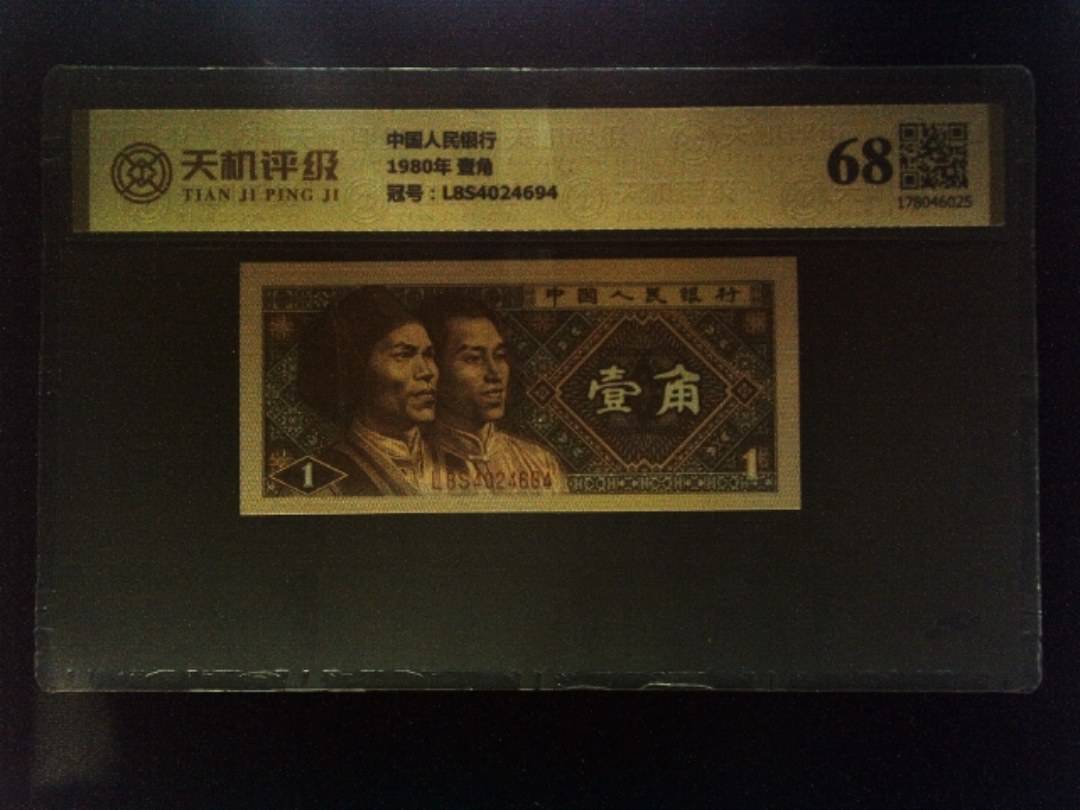 天机评级
TIAN JI PING JI
中国人民银行
1980年 壹角
冠号：L8S4024694
68
178046025
中国人民银行
壹角
1
L8S4024694
1